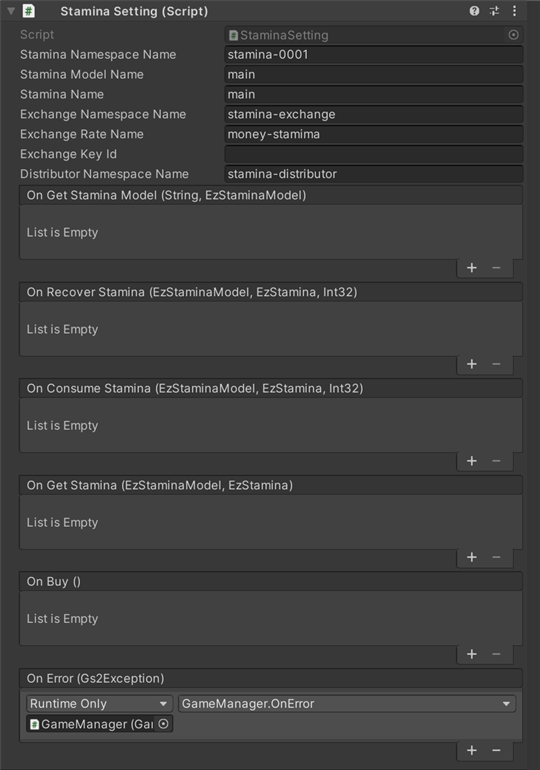 Stamina Setting (Script)
Script StaminaSetting
Stamina Namespace Name stamina-0001
Stamina Model Name main
Stamina Name main
Exchange Namespace Name stamina-exchange
Exchange Rate Name money-stamima
Exchange Key Id
Distributor Namespace Name stamina-distributor
On Get Stamina Model (String, EzStaminaModel)
List is Empty
+ −
On Recover Stamina (EzStaminaModel, EzStamina, Int32)
List is Empty
+ −
On Consume Stamina (EzStaminaModel, EzStamina, Int32)
List is Empty
+ −
On Get Stamina (EzStaminaModel, EzStamina)
List is Empty
+ −
On Buy ()
List is Empty
+ −
On Error (Gs2Exception)
Runtime Only GameManager.OnError
GameManager (Ga
+ −